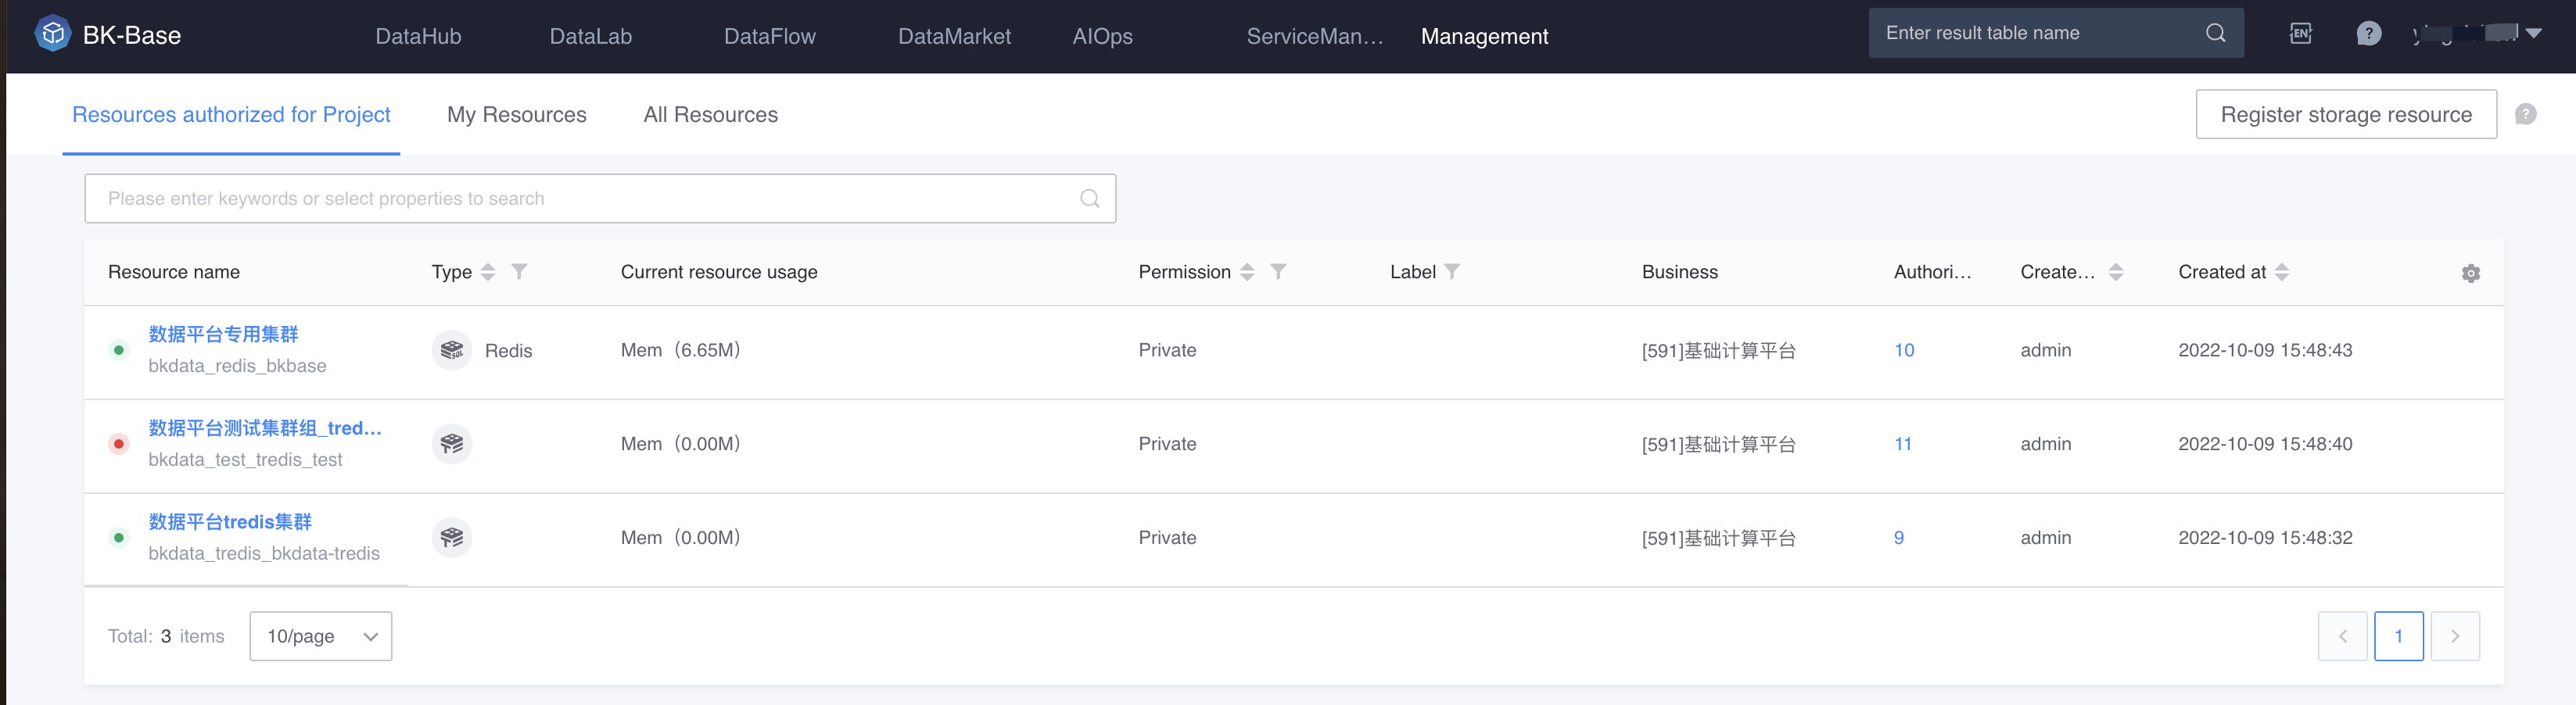 BK-Base DataHub DataLab DataFlow DataMarket AIOps ServiceMan... Management Enter result table name EN ?
Resources authorized for Project My Resources All Resources Register storage resource ?
Please enter keywords or select properties to search
Resource name Type Current resource usage Permission Label Business Authori... Create... Created at
数据平台专用集群
bkdata_redis_bkbase
SQL Redis Mem（6.65M） Private [591]基础计算平台 10 admin 2022-10-09 15:48:43
数据平台测试集群组_tred...
bkdata_test_tredis_test
Mem（0.00M） Private [591]基础计算平台 11 admin 2022-10-09 15:48:40
数据平台tredis集群
bkdata_tredis_bkdata-tredis
Mem（0.00M） Private [591]基础计算平台 9 admin 2022-10-09 15:48:32
Total: 3 items 10/page 1